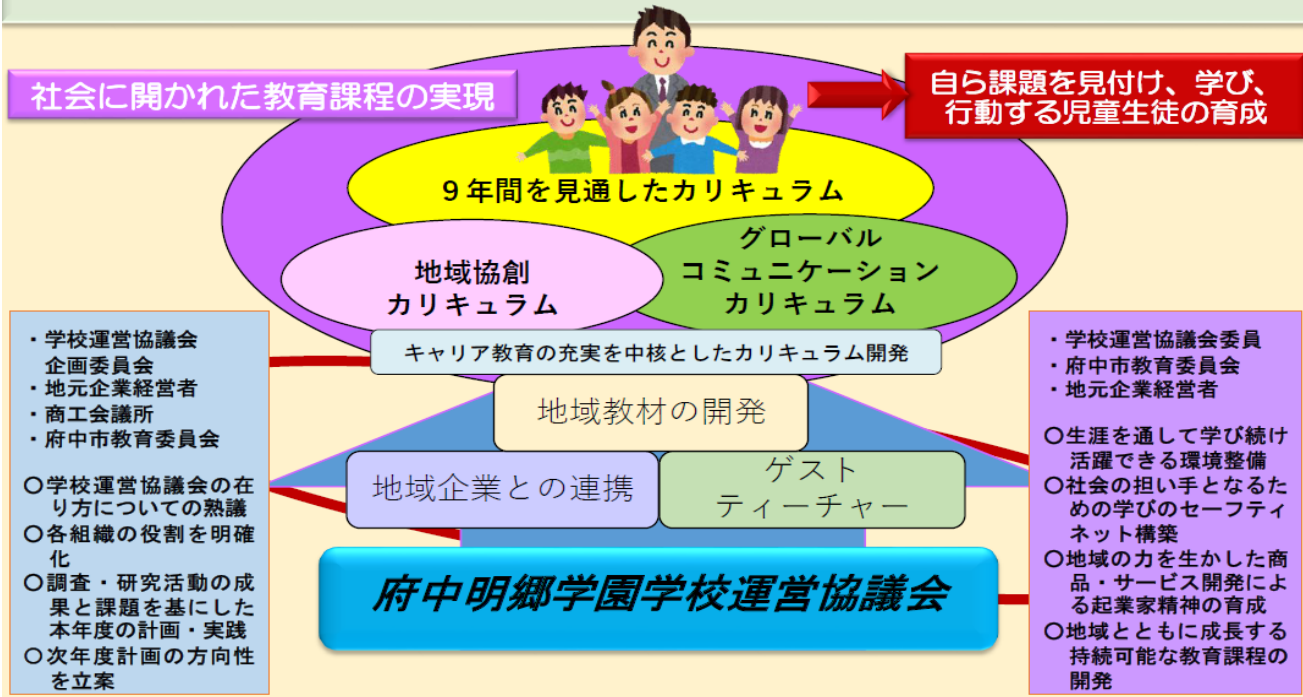 社会に開かれた教育課程の実現
自ら課題を見付け、学び、
行動する児童生徒の育成
９年間を見通したカリキュラム
地域協創
カリキュラム
グローバル
コミュニケーション
カリキュラム
キャリア教育の充実を中核としたカリキュラム開発
地域教材の開発
地域企業との連携
ゲスト
ティーチャー
府中明郷学園学校運営協議会
・学校運営協議会
企画委員会
・地元企業経営者
・商工会議所
・府中市教育委員会
〇学校運営協議会の在
り方についての熟議
〇各組織の役割を明確
化
〇調査・研究活動の成
果と課題を基にした
本年度の計画・実践
〇次年度計画の方向性
を立案
・学校運営協議会委員
・府中市教育委員会
・地元企業経営者
〇生涯を通して学び続け
活躍できる環境整備
〇社会の担い手となるた
めの学びのセーフティ
ネット構築
〇地域の力を生かした商
品・サービス開発によ
る起業家精神の育成
〇地域とともに成長する
持続可能な教育課程の
開発